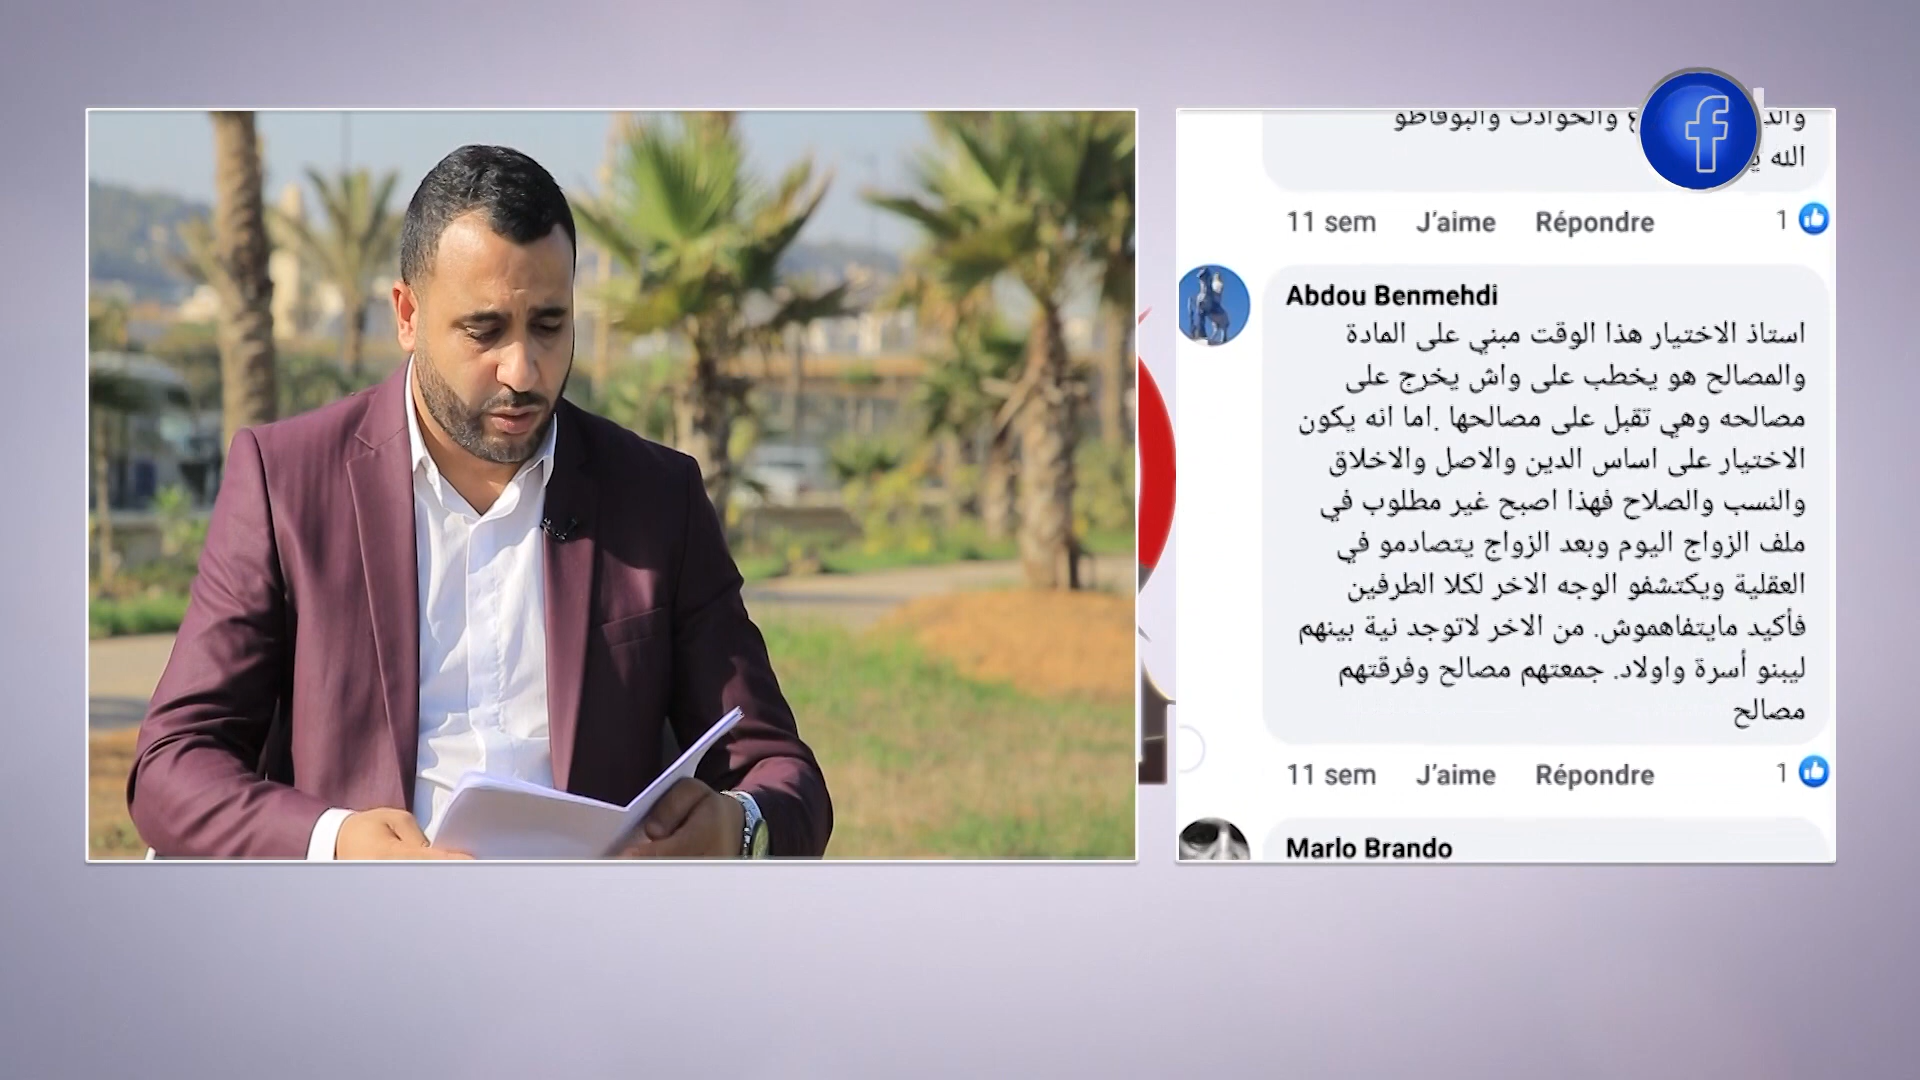 والحوادث والبوفاطو
الله
11 sem J'aime Répondre 1
Abdou Benmehdi
استاذ الاختيار هذا الوقت مبني على المادة
والمصالح هو يخطب على واش يخرج على
مصالحه وهي تقبل على مصالحها .اما انه يكون
الاختيار على اساس الدين والاصل والاخلاق
والنسب والصلاح فهذا اصبح غير مطلوب في
ملف الزواج اليوم وبعد الزواج يتصادمو في
العقلية ويكتشفو الوجه الاخر لكلا الطرفين
فأكيد مايتفاهموش. من الاخر لاتوجد نية بينهم
ليبنو أسرة واولاد. جمعتهم مصالح وفرقتهم
مصالح
11 sem J'aime Répondre 1
Marlo Brando